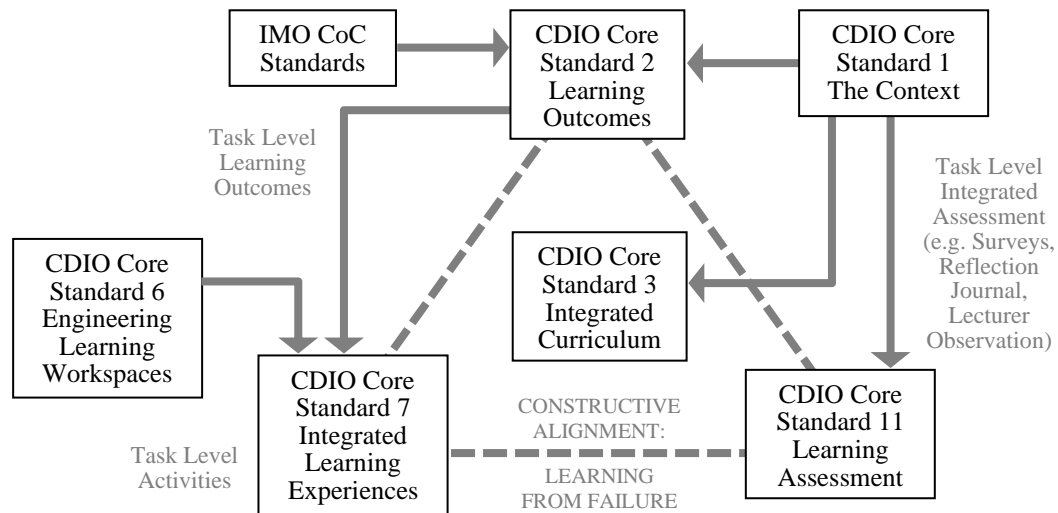 IMO CoC
Standards
CDIO Core
Standard 2
Learning
Outcomes
CDIO Core
Standard 1
The Context
Task Level
Learning
Outcomes
Task Level
Integrated
Assessment
(e.g. Surveys,
Reflection
Journal,
Lecturer
Observation)
CDIO Core
Standard 6
Engineering
Learning
Workspaces
CDIO Core
Standard 3
Integrated
Curriculum
CDIO Core
Standard 7
Integrated
Learning
Experiences
CONSTRUCTIVE
ALIGNMENT:
LEARNING
FROM FAILURE
CDIO Core
Standard 11
Learning
Assessment
Task Level
Activities